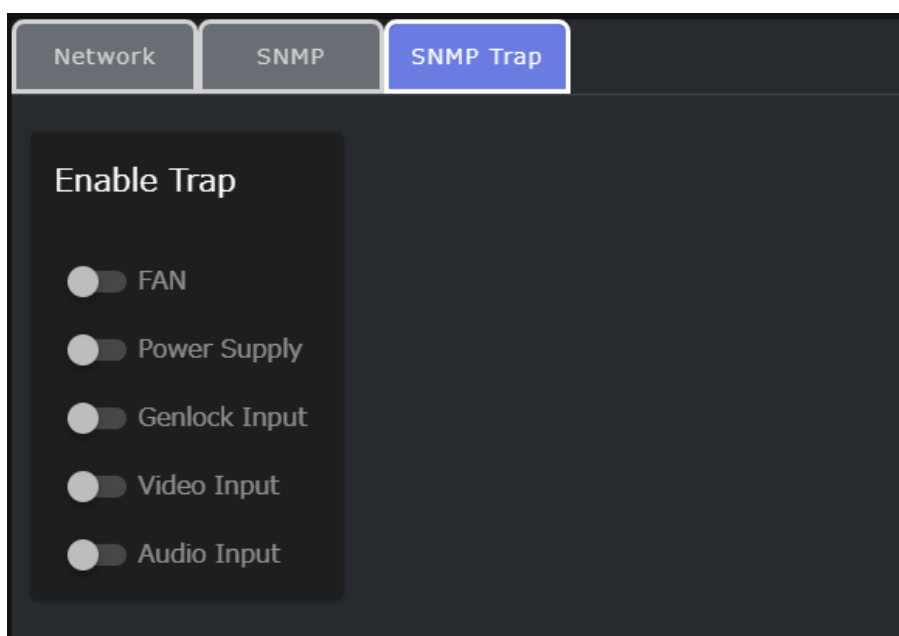 Network
SNMP
SNMP Trap
Enable Trap
FAN
Power Supply
Genlock Input
Video Input
Audio Input